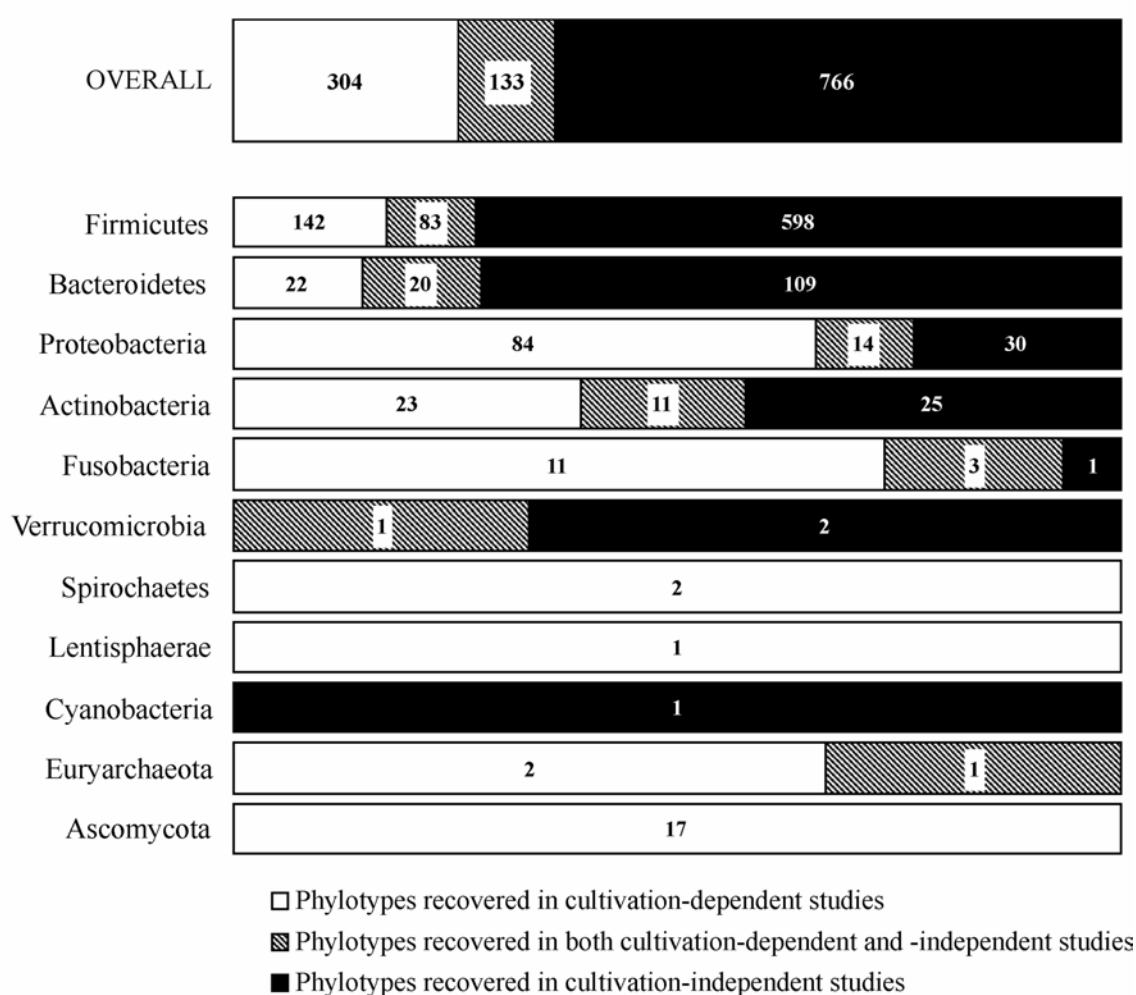 OVERALL 304 133 766
Firmicutes 142 83 598
Bacteroidetes 22 20 109
Proteobacteria 84 14 30
Actinobacteria 23 11 25
Fusobacteria 11 3 1
Verrucomicrobia 1 2
Spirochaetes 2
Lentisphaerae 1
Cyanobacteria 1
Euryarchaeota 2 1
Ascomycota 17
Phylotypes recovered in cultivation-dependent studies
Phylotypes recovered in both cultivation-dependent and -independent studies
Phylotypes recovered in cultivation-independent studies